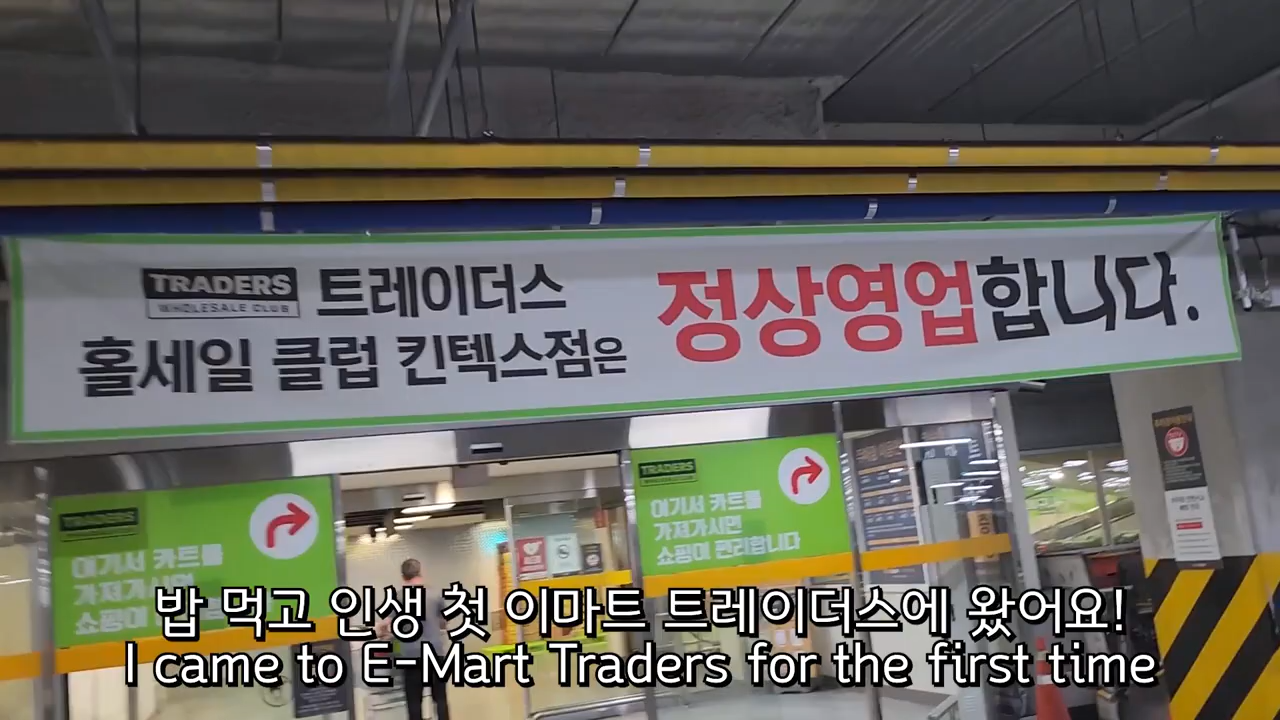 TRADERS
WHOLESALE CLUB
트레이더스
홀세일 클럽 킨텍스점은
정상영업합니다.
TRADERS
여기서 카트를
가져가시면
쇼핑이
TRADERS
여기서 카트를
가져가시면
쇼핑이 편리합니다
밥 먹고 인생 첫 이마트 트레이더스에 왔어요!
I came to E-Mart Traders for the first time